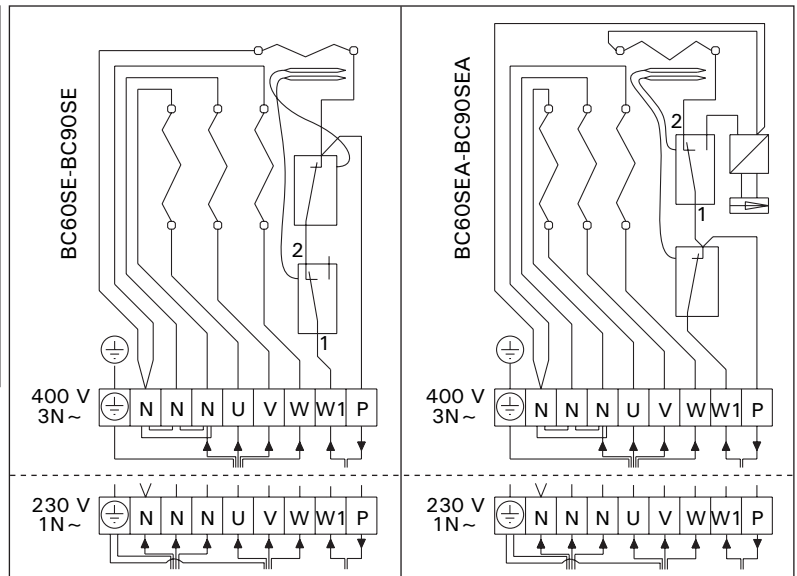 BC60SE-BC90SE
2
1
400 V
3N~
N N N U V W W1 P
230 V
1N~
N N N U V W W1 P
BC60SEA-BC90SEA
2
1
400 V
3N~
N N N U V W W1 P
230 V
1N~
N N N U V W W1 P